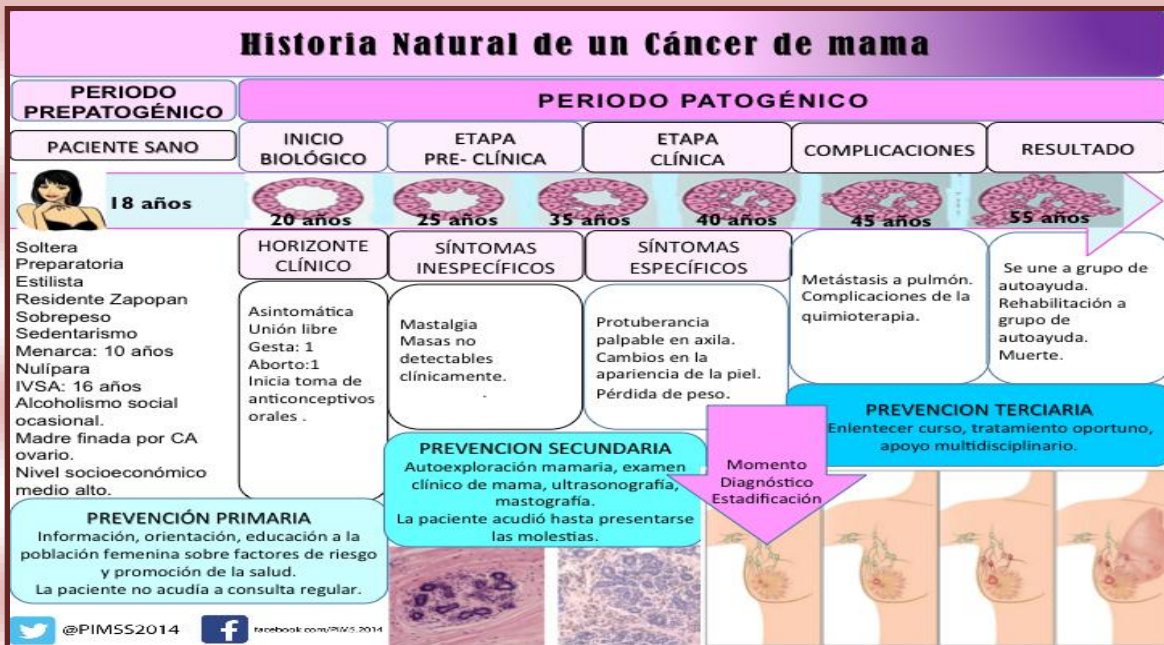 Historia Natural de un Cáncer de mama
PERIODO
PREPATOGÉNICO
PERIODO PATOGÉNICO
PACIENTE SANO
INICIO
BIOLÓGICO
ETAPA
PRE- CLÍNICA
ETAPA
CLÍNICA
COMPLICACIONES
RESULTADO
18 años
20 años
25 años
35 años
40 años
45 años
55 años
Soltera
Preparatoria
Estilista
Residente Zapopan
Sobrepeso
Sedentarismo
Menarca: 10 años
Nulípara
IVSA: 16 años
Alcoholismo social
ocasional.
Madre finada por CA
ovario.
Nivel socioeconómico
medio alto.
HORIZONTE
CLÍNICO
Asintomática
Unión libre
Gesta: 1
Aborto:1
Inicia toma de
anticonceptivos
orales .
SÍNTOMAS
INESPECÍFICOS
Mastalgia
Masas no
detectables
clínicamente.
.
SÍNTOMAS
ESPECÍFICOS
Protuberancia
palpable en axila.
Cambios en la
apariencia de la piel.
Pérdida de peso.
Metástasis a pulmón.
Complicaciones de la
quimioterapia.
Se une a grupo de
autoayuda.
Rehabilitación a
grupo de
autoayuda.
Muerte.
PREVENCIÓN PRIMARIA
Información, orientación, educación a la
población femenina sobre factores de riesgo
y promoción de la salud.
La paciente no acudía a consulta regular.
PREVENCION SECUNDARIA
Autoexploración mamaria, examen
clínico de mama, ultrasonografía,
mastografía.
La paciente acudió hasta presentarse
las molestias.
Momento
Diagnóstico
Estadificación
PREVENCION TERCIARIA
Enlentecer curso, tratamiento oportuno,
apoyo multidisciplinario.
@PIMSS2014